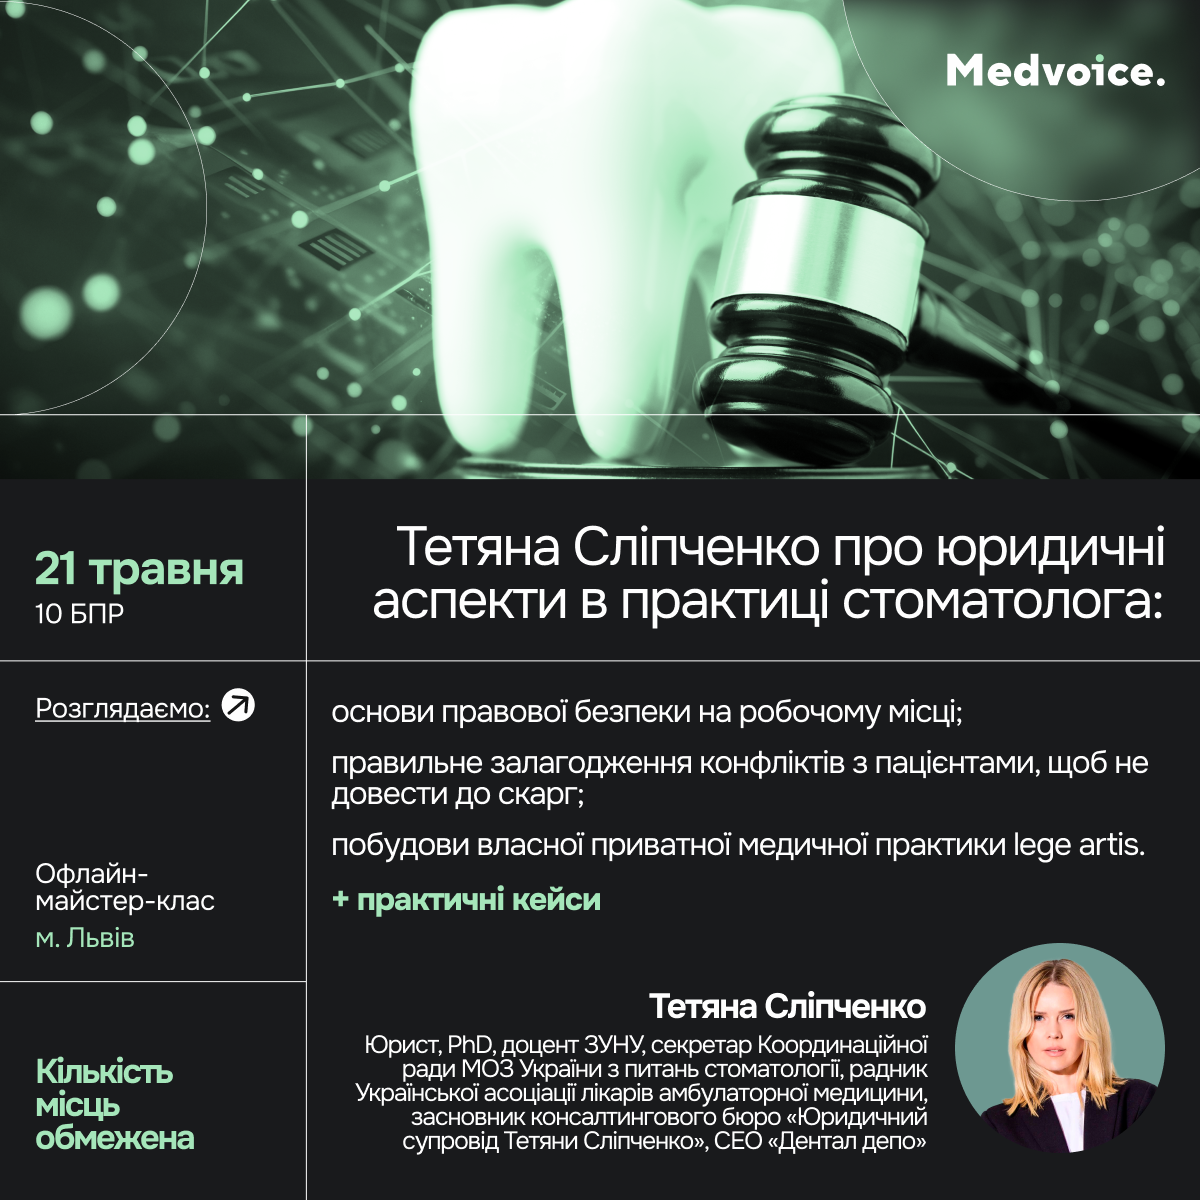 Medvoice.
21 травня
10 БПР
Тетяна Сліпченко про юридичні
аспекти в практиці стоматолога:
Розглядаємо:
основи правової безпеки на робочому місці;
правильне залагодження конфліктів з пацієнтами, щоб не
довести до скарг;
побудови власної приватної медичної практики lege artis.
+ практичні кейси
Офлайн-
майстер-клас
м. Львів
Кількість
місць
обмежена
Тетяна Сліпченко
Юрист, PhD, доцент ЗУНУ, секретар Координаційної
ради МОЗ України з питань стоматології, радник
Української асоціації лікарів амбулаторної медицини,
засновник консалтингового бюро «Юридичний
супровід Тетяни Сліпченко», СЕО «Дентал депо»